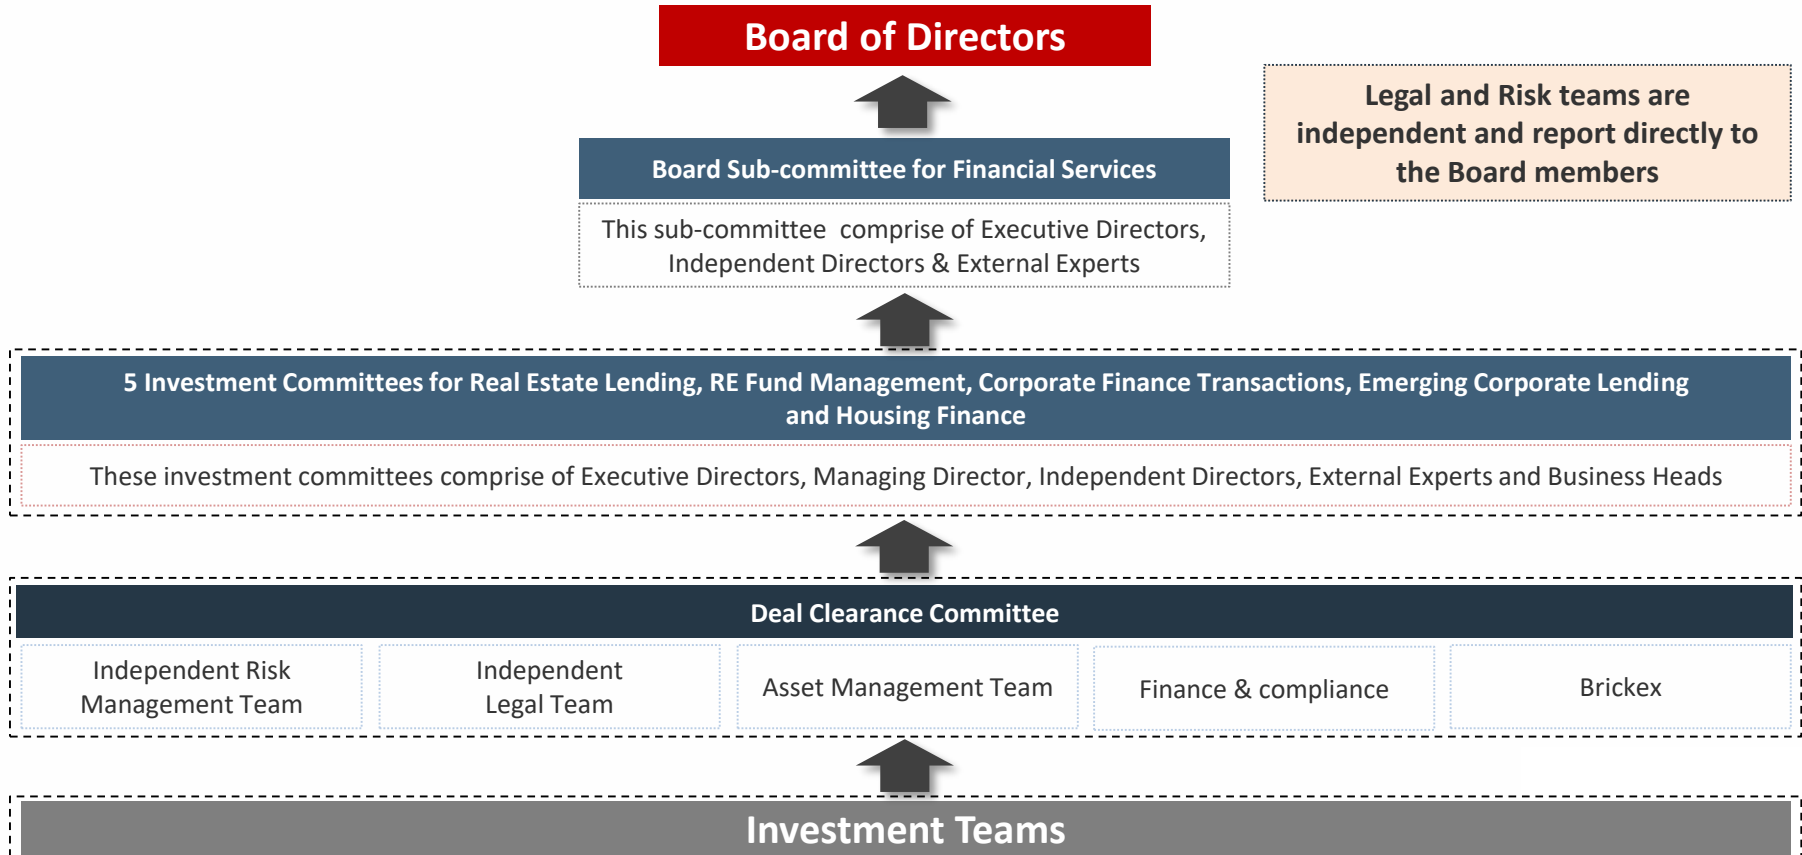 Board of Directors
Legal and Risk teams are
independent and report directly to
the Board members
Board Sub-committee for Financial Services
This sub-committee  comprise of Executive Directors,
Independent Directors & External Experts
5 Investment Committees for Real Estate Lending, RE Fund Management, Corporate Finance Transactions, Emerging Corporate Lending
and Housing Finance
These investment committees comprise of Executive Directors, Managing Director, Independent Directors, External Experts and Business Heads
Deal Clearance Committee
Independent Risk
Management Team
Independent
Legal Team
Asset Management Team
Finance & compliance
Brickex
Investment Teams